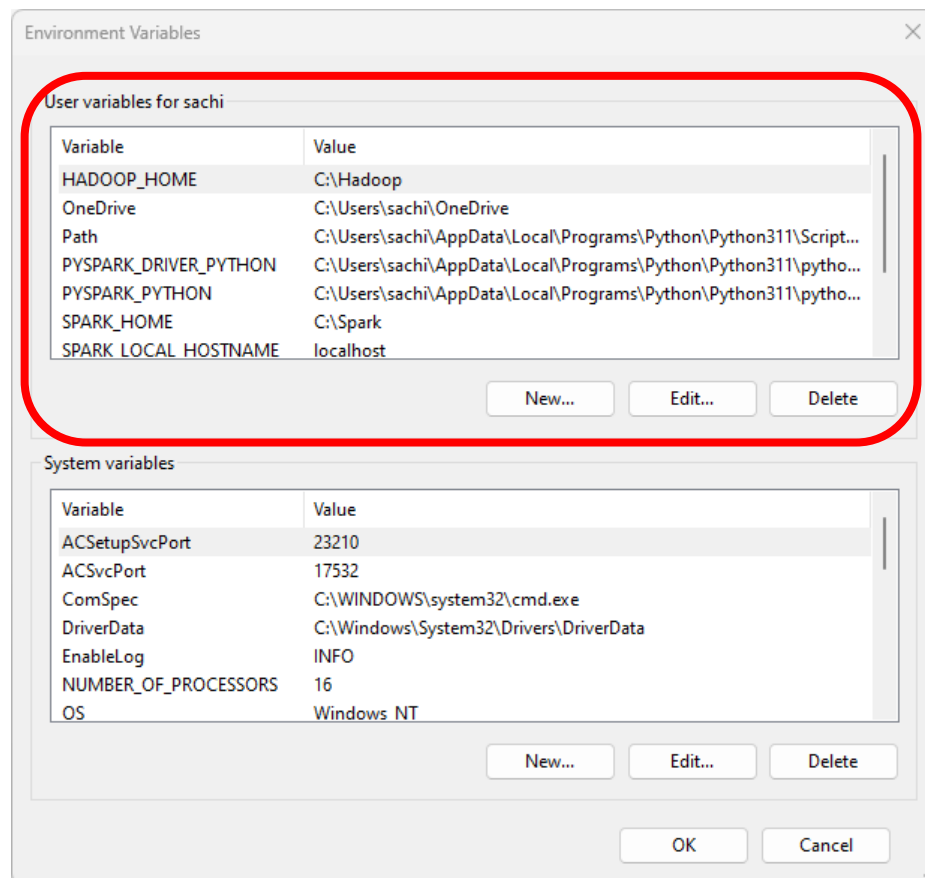 Environment Variables
User variables for sachi
Variable Value
HADOOP_HOME C:\Hadoop
OneDrive C:\Users\sachi\OneDrive
Path C:\Users\sachi\AppData\Local\Programs\Python\Python311\Script...
PYSPARK_DRIVER_PYTHON C:\Users\sachi\AppData\Local\Programs\Python\Python311\pytho...
PYSPARK_PYTHON C:\Users\sachi\AppData\Local\Programs\Python\Python311\pytho...
SPARK_HOME C:\Spark
SPARK_LOCAL_HOSTNAME localhost
New... Edit... Delete
System variables
Variable Value
ACSetupSvcPort 23210
ACSvcPort 17532
ComSpec C:\WINDOWS\system32\cmd.exe
DriverData C:\Windows\System32\Drivers\DriverData
EnableLog INFO
NUMBER_OF_PROCESSORS 16
OS Windows_NT
New... Edit... Delete
OK Cancel